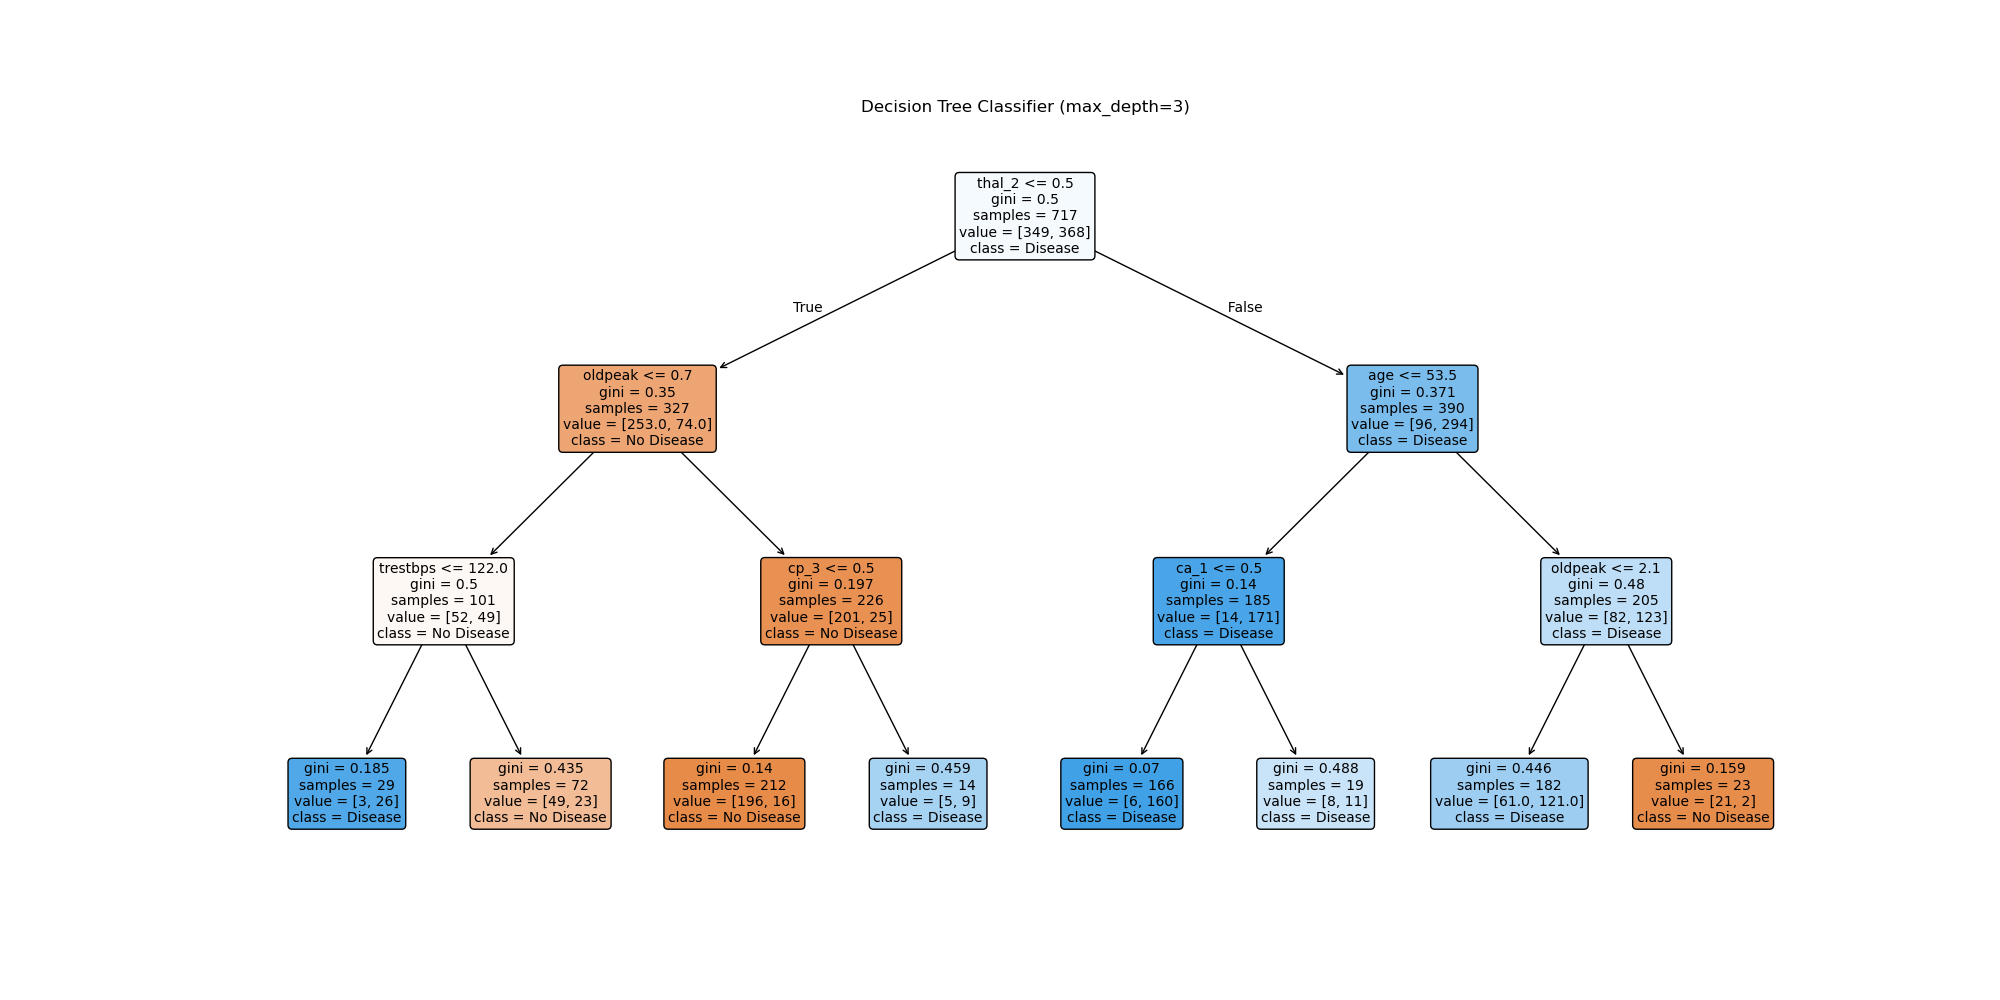 Decision Tree Classifier (max_depth=3)
thal_2 <= 0.5
gini = 0.5
samples = 717
value = [349, 368]
class = Disease
True
False
oldpeak <= 0.7
gini = 0.35
samples = 327
value = [253.0, 74.0]
class = No Disease
age <= 53.5
gini = 0.371
samples = 390
value = [96, 294]
class = Disease
trestbps <= 122.0
gini = 0.5
samples = 101
value = [52, 49]
class = No Disease
cp_3 <= 0.5
gini = 0.197
samples = 226
value = [201, 25]
class = No Disease
ca_1 <= 0.5
gini = 0.14
samples = 185
value = [14, 171]
class = Disease
oldpeak <= 2.1
gini = 0.48
samples = 205
value = [82, 123]
class = Disease
gini = 0.185
samples = 29
value = [3, 26]
class = Disease
gini = 0.435
samples = 72
value = [49, 23]
class = No Disease
gini = 0.14
samples = 212
value = [196, 16]
class = No Disease
gini = 0.459
samples = 14
value = [5, 9]
class = Disease
gini = 0.07
samples = 166
value = [6, 160]
class = Disease
gini = 0.488
samples = 19
value = [8, 11]
class = Disease
gini = 0.446
samples = 182
value = [61.0, 121.0]
class = Disease
gini = 0.159
samples = 23
value = [21, 2]
class = No Disease